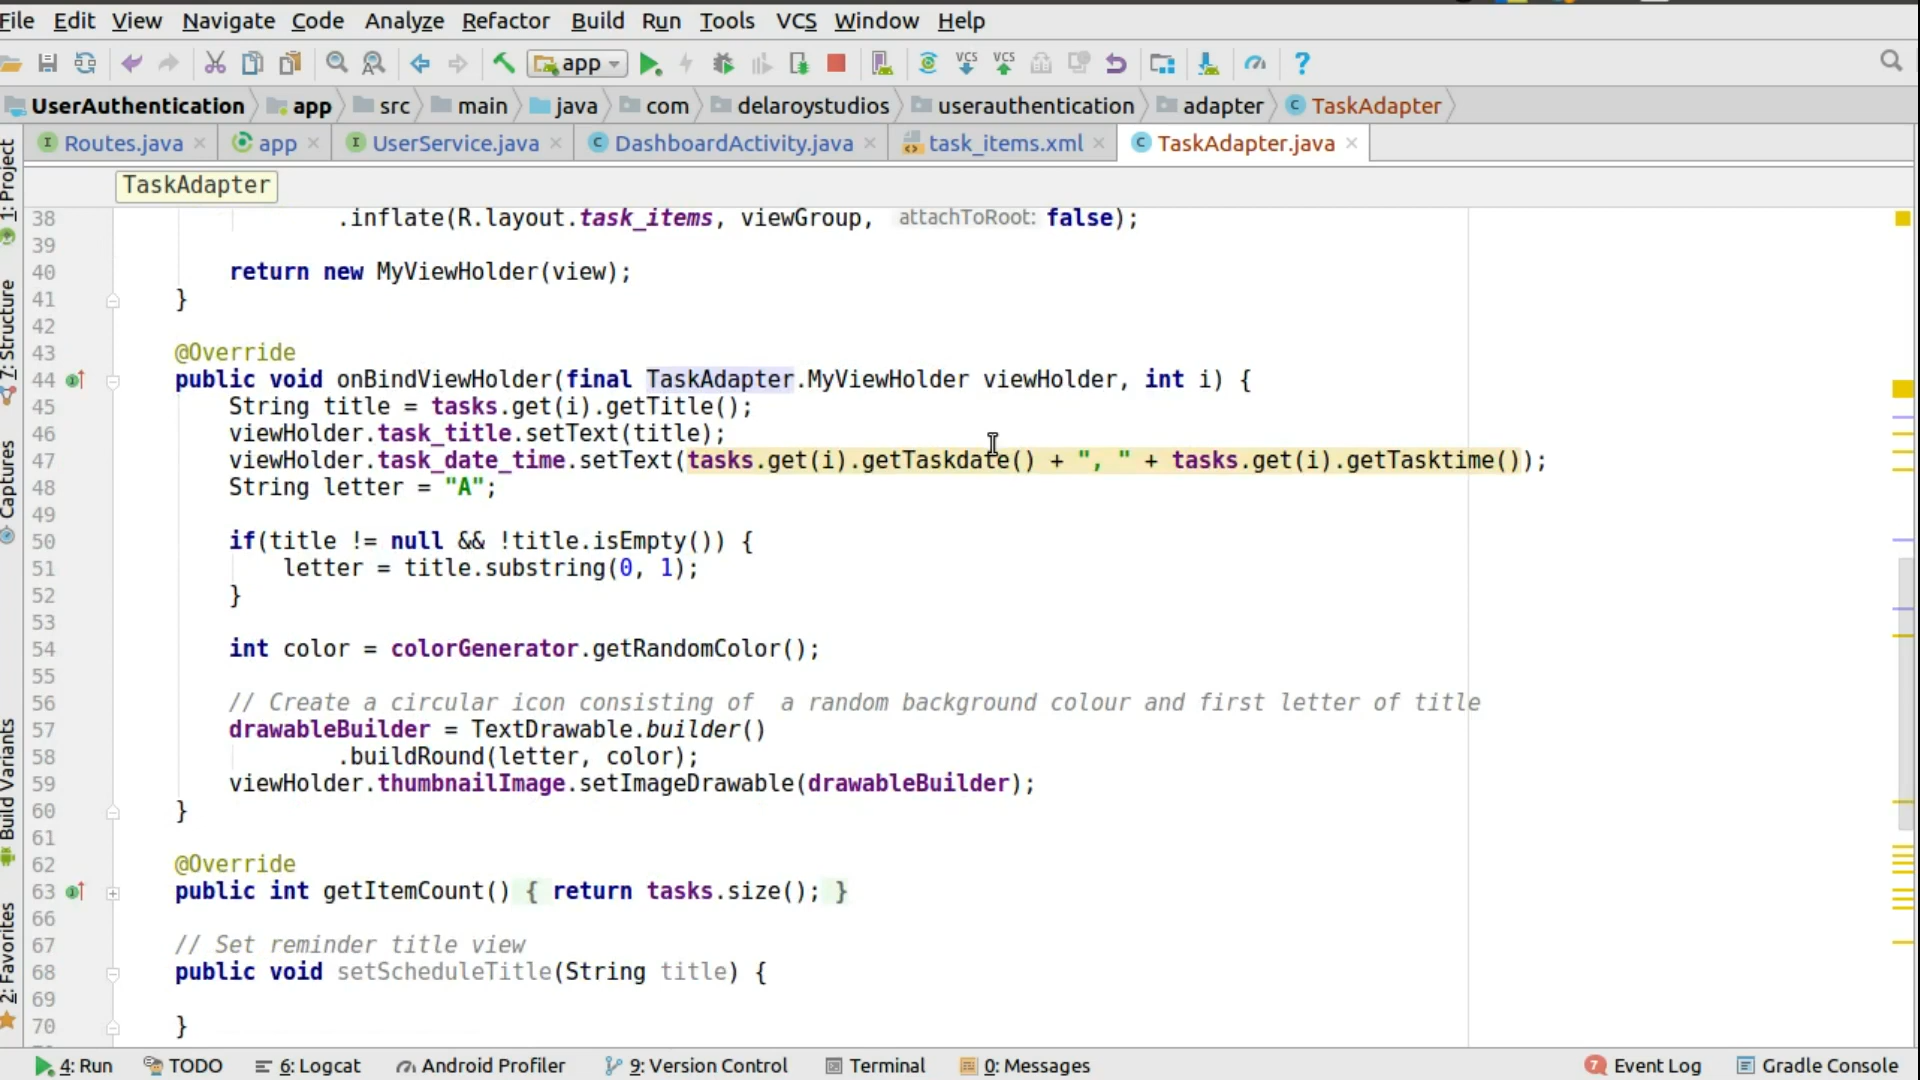 File Edit View Navigate Code Analyze Refactor Build Run Tools VCS Window Help
app VCS VCS ?
UserAuthentication app src main java com delaroystudios userauthentication adapter C TaskAdapter
I Routes.java app I UserService.java C DashboardActivity.java task_items.xml C TaskAdapter.java
TaskAdapter
1: Project
7: Structure
Captures
Build Variants
2: Favorites
38 .inflate(R.layout.task_items, viewGroup, attachToRoot: false);
39
40 return new MyViewHolder(view);
41 }
42
43 @Override
44 public void onBindViewHolder(final TaskAdapter.MyViewHolder viewHolder, int i) {
45 String title = tasks.get(i).getTitle();
46 viewHolder.task_title.setText(title);
47 viewHolder.task_date_time.setText(tasks.get(i).getTaskdate() + ", " + tasks.get(i).getTasktime());
48 String letter = "A";
49
50 if(title != null && !title.isEmpty()) {
51 letter = title.substring(0, 1);
52 }
53
54 int color = colorGenerator.getRandomColor();
55
56 // Create a circular icon consisting of  a random background colour and first letter of title
57 drawableBuilder = TextDrawable.builder()
58 .buildRound(letter, color);
59 viewHolder.thumbnailImage.setImageDrawable(drawableBuilder);
60 }
61
62 @Override
63 public int getItemCount() { return tasks.size(); }
66
67 // Set reminder title view
68 public void setScheduleTitle(String title) {
69
70 }
4: Run TODO 6: Logcat Android Profiler 9: Version Control Terminal 0: Messages 7 Event Log Gradle Console